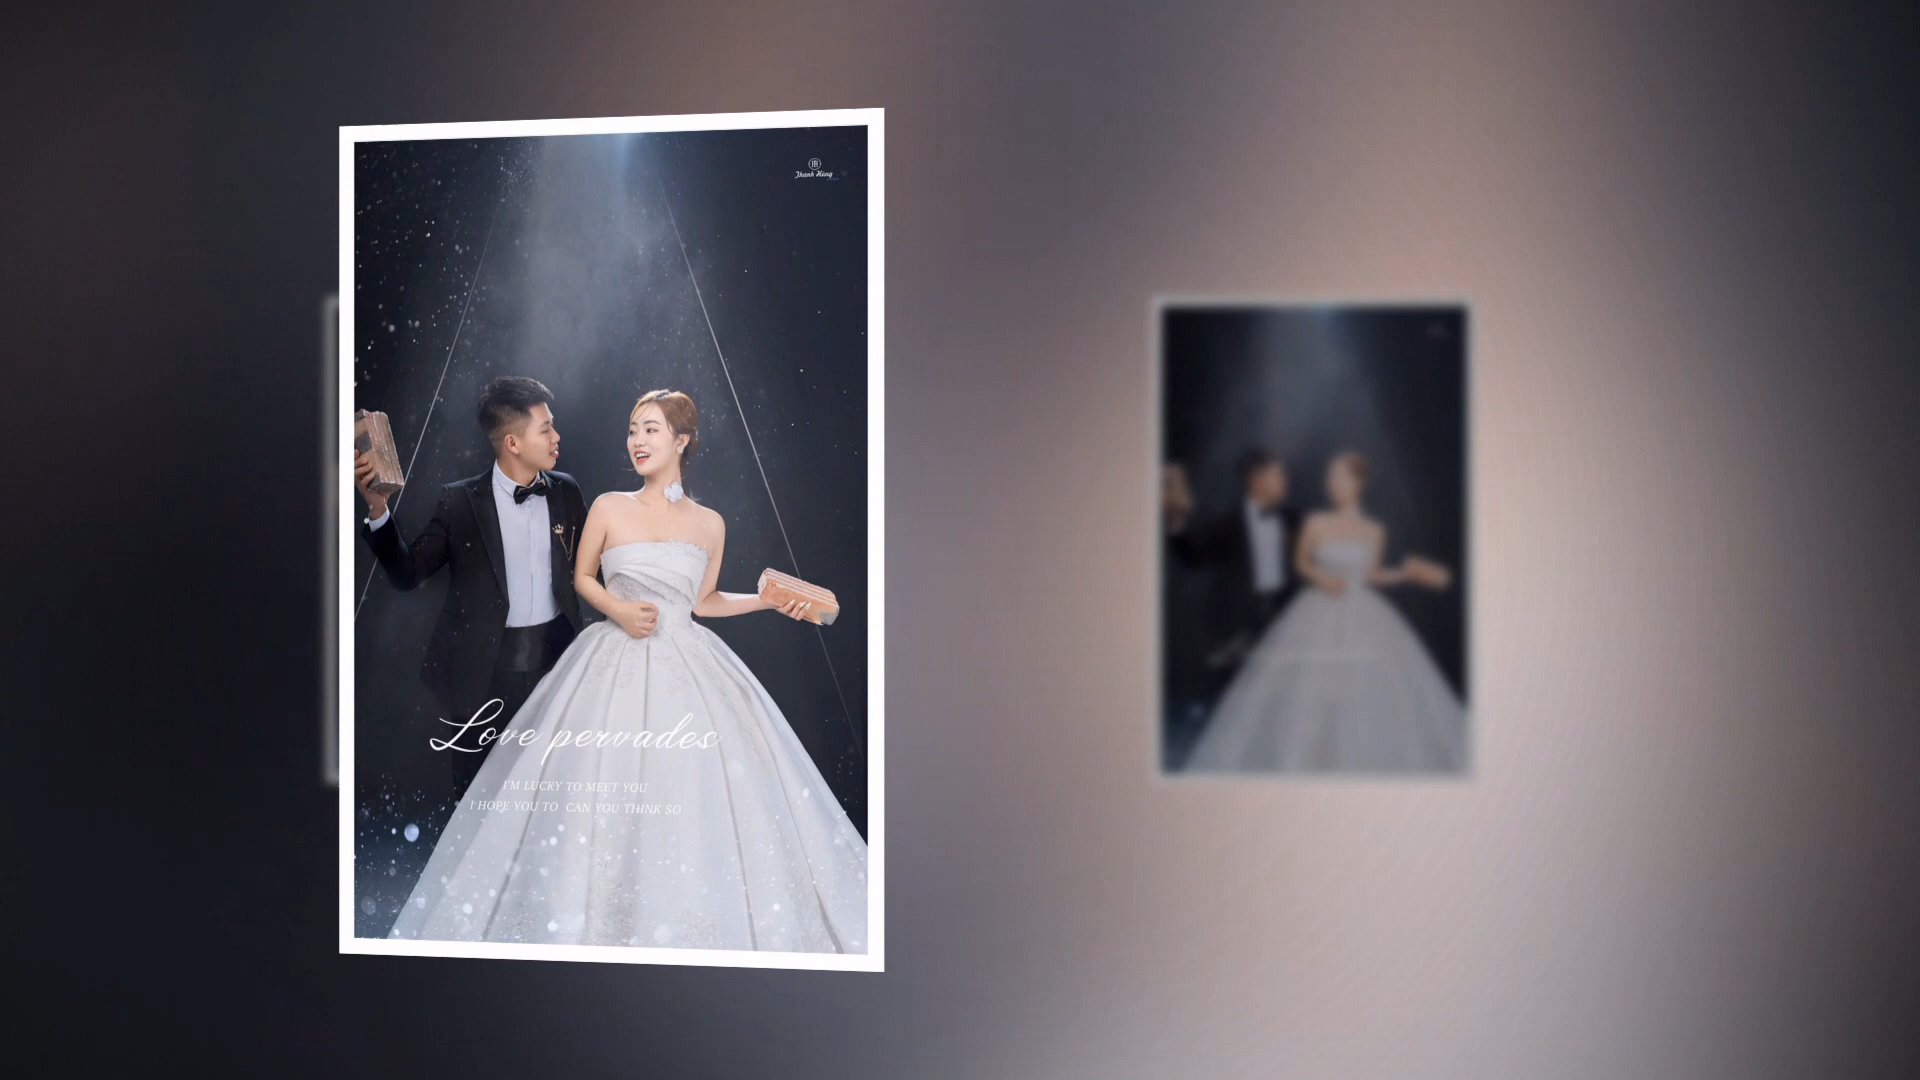 Thanh Hùng
Love pervades
I'M LUCKY TO MEET YOU
I HOPE YOU TO CAN YOU THINK SO